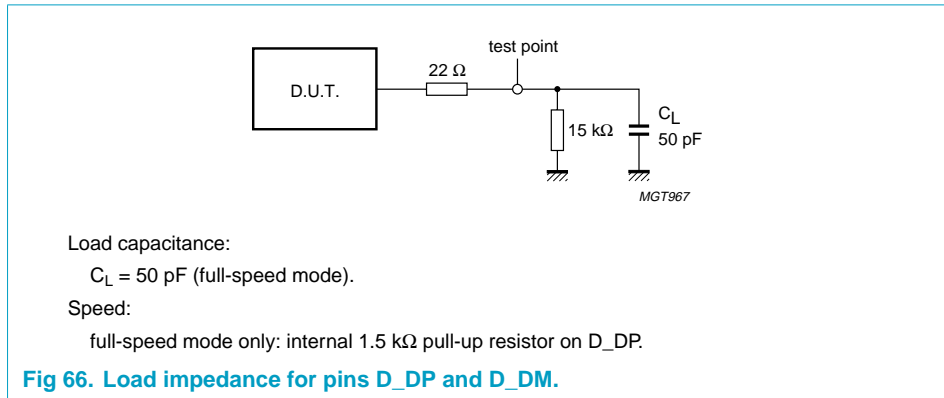 test point
22 Ω
D.U.T.
15 kΩ
CL
50 pF
MGT967
Load capacitance:
CL = 50 pF (full-speed mode).
Speed:
full-speed mode only: internal 1.5 kΩ pull-up resistor on D_DP.
Fig 66. Load impedance for pins D_DP and D_DM.